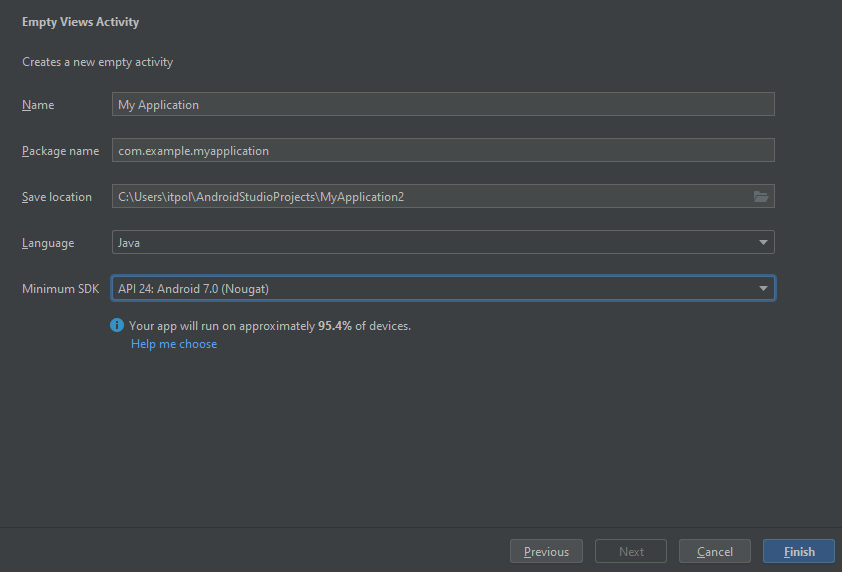 Empty Views Activity
Creates a new empty activity
Name My Application
Package name com.example.myapplication
Save location C:\Users\itpol\AndroidStudioProjects\MyApplication2
Language Java
Minimum SDK API 24: Android 7.0 (Nougat)
Your app will run on approximately 95.4% of devices.
Help me choose
Previous Next Cancel Finish